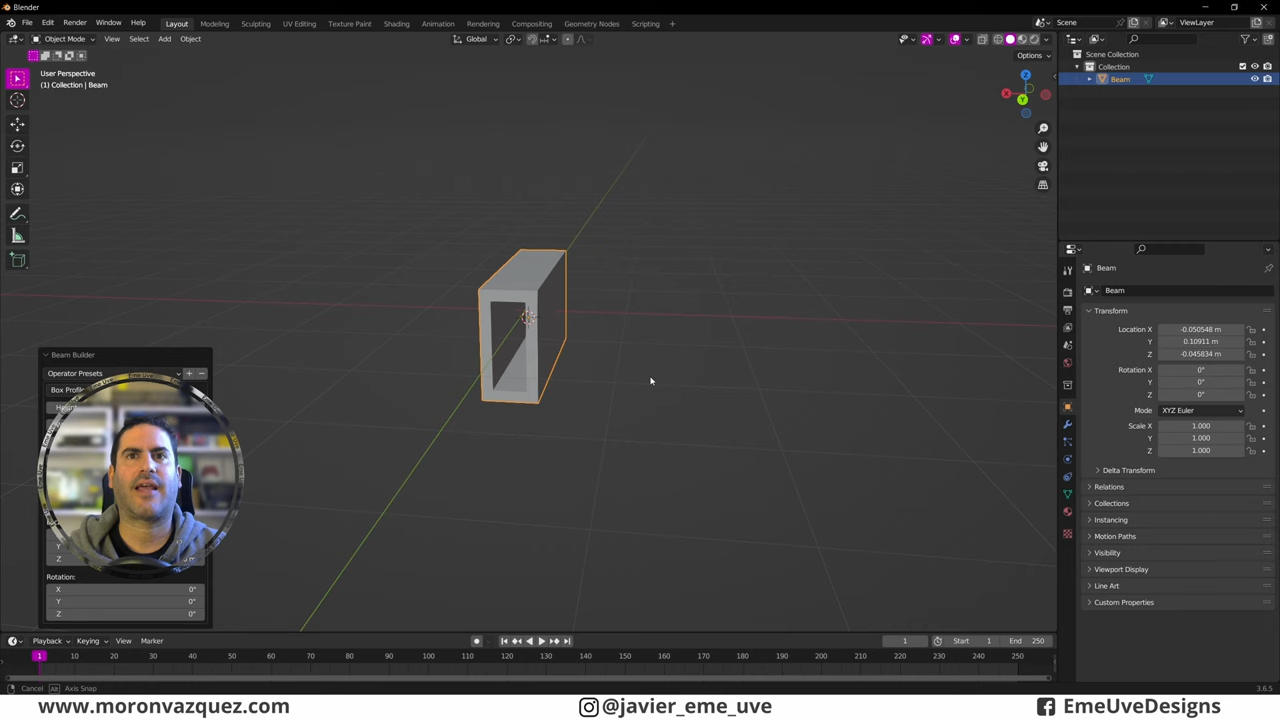 Blender
File Edit Render Window Help Layout Modeling Sculpting UV Editing Texture Paint Shading Animation Rendering Compositing Geometry Nodes Scripting Scene ViewLayer
Object Mode View Select Add Object Global
Options
User Perspective
(1) Collection | Beam
Scene Collection
Collection
Beam
Beam
Beam
Transform
Location X -0.050548 m
Y 0.10911 m
Z -0.045834 m
Rotation X 0°
Y 0°
Z 0°
Mode XYZ Euler
Scale X 1.000
Y 1.000
Z 1.000
Delta Transform
Relations
Collections
Instancing
Motion Paths
Visibility
Viewport Display
Line Art
Custom Properties
Beam Builder
Operator Presets
Y
Z
Rotation:
X 0°
Y 0°
Z 0°
Playback Keying View Marker 1 Start 1 End 250
1 10 20 30 40 50 60 70 80 90 100 110 120 130 140 150 160 170 180 190 200 210 220 230 240 250
Cancel Alt Axis Snap 3.6.5
www.moronvazquez.com @javier_eme_uve EmeUveDesigns